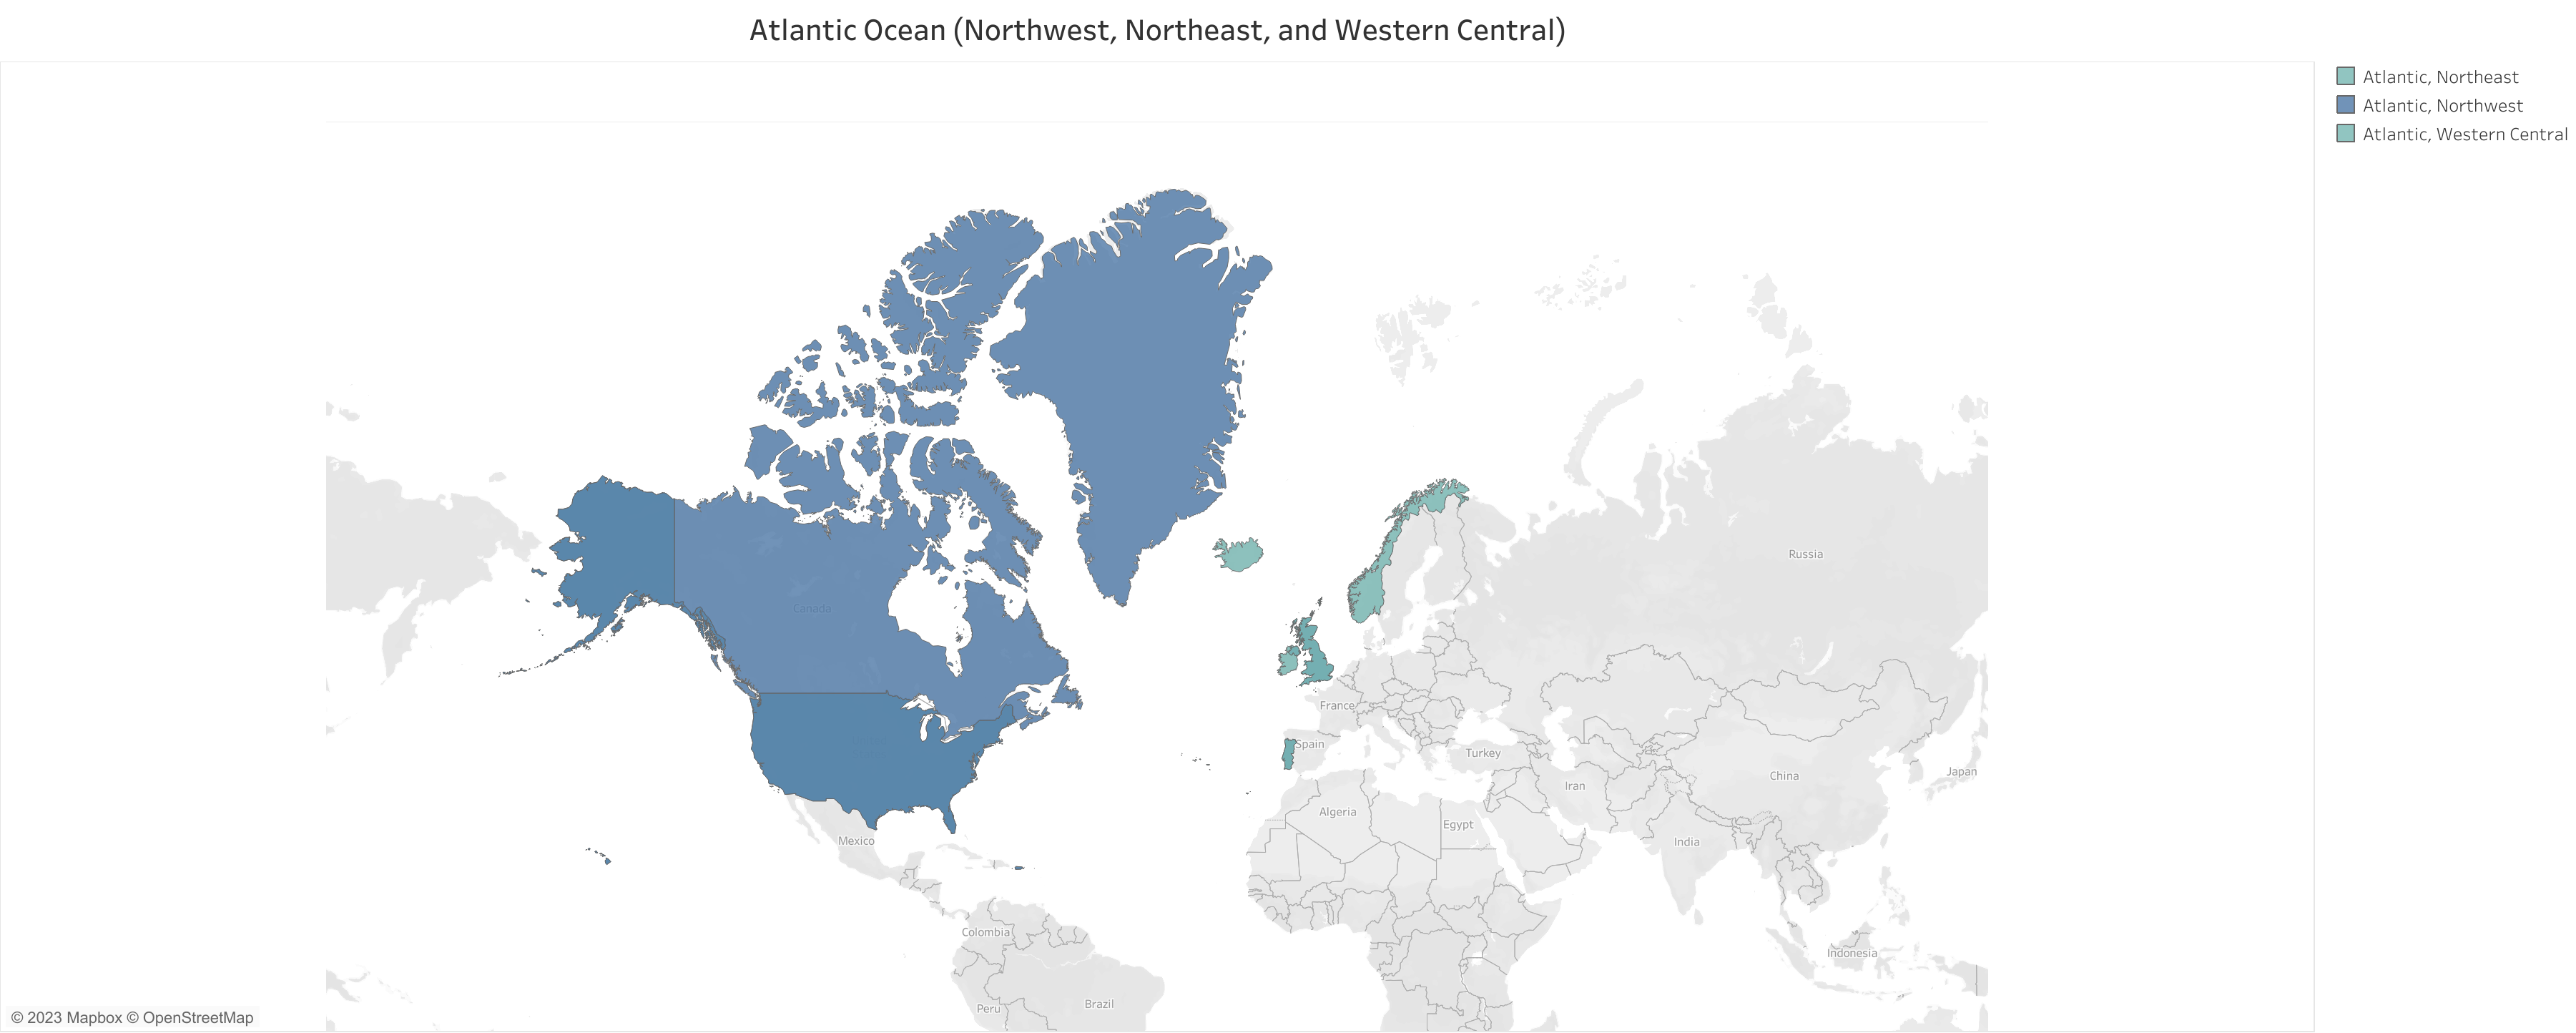 Atlantic Ocean (Northwest, Northeast, and Western Central)
Atlantic, Northeast
Atlantic, Northwest
Atlantic, Western Central
Russia
Canada
France
Spain
Turkey
China
Japan
Iran
Algeria
Egypt
Mexico
India
Colombia
Indonesia
Peru
Brazil
© 2023 Mapbox © OpenStreetMap